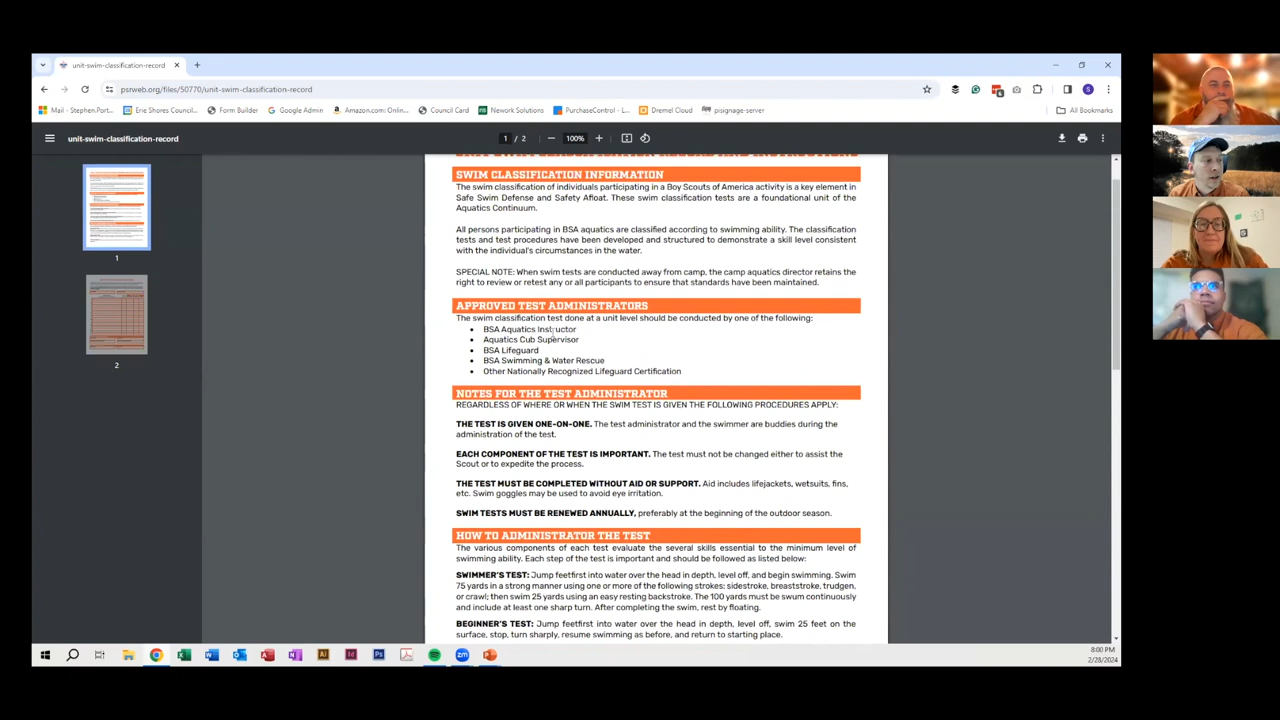 unit-swim-classification-record
psrweb.org/files/50770/unit-swim-classification-record
Mail - Stephen.Port...
Erie Shores Council...
Form Builder
Google Admin
Amazon.com: Online...
Council Card
Nework Solutions
PurchaseControl - L...
Dremel Cloud
pisignage-server
All Bookmarks
unit-swim-classification-record
1 / 2
100%
SWIM CLASSIFICATION INFORMATION
The swim classification of individuals participating in a Boy Scouts of America activity is a key element in
Safe Swim Defense and Safety Afloat. These swim classification tests are a foundational unit of the
Aquatics Continuum.
All persons participating in BSA aquatics are classified according to swimming ability. The classification
tests and test procedures have been developed and structured to demonstrate a skill level consistent
with the individual's circumstances in the water.
SPECIAL NOTE: When swim tests are conducted away from camp, the camp aquatics director retains the
right to review or retest any or all participants to ensure that standards have been maintained.
APPROVED TEST ADMINISTRATORS
The swim classification test done at a unit level should be conducted by one of the following:
• BSA Aquatics Instructor
• Aquatics Cub Supervisor
• BSA Lifeguard
• BSA Swimming & Water Rescue
• Other Nationally Recognized Lifeguard Certification
NOTES FOR THE TEST ADMINISTRATOR
REGARDLESS OF WHERE OR WHEN THE SWIM TEST IS GIVEN THE FOLLOWING PROCEDURES APPLY:
THE TEST IS GIVEN ONE-ON-ONE. The test administrator and the swimmer are buddies during the
administration of the test.
EACH COMPONENT OF THE TEST IS IMPORTANT. The test must not be changed either to assist the
Scout or to expedite the process.
THE TEST MUST BE COMPLETED WITHOUT AID OR SUPPORT. Aid includes lifejackets, wetsuits, fins,
etc. Swim goggles may be used to avoid eye irritation.
SWIM TESTS MUST BE RENEWED ANNUALLY, preferably at the beginning of the outdoor season.
HOW TO ADMINISTRATOR THE TEST
The various components of each test evaluate the several skills essential to the minimum level of
swimming ability. Each step of the test is important and should be followed as listed below:
SWIMMER'S TEST: Jump feetfirst into water over the head in depth, level off, and begin swimming. Swim
75 yards in a strong manner using one or more of the following strokes: sidestroke, breaststroke, trudgen,
or crawl; then swim 25 yards using an easy resting backstroke. The 100 yards must be swum continuously
and include at least one sharp turn. After completing the swim, rest by floating.
BEGINNER'S TEST: Jump feetfirst into water over the head in depth, level off, swim 25 feet on the
surface, stop, turn sharply, resume swimming as before, and return to starting place.
1
2
8:00 PM
2/28/2024